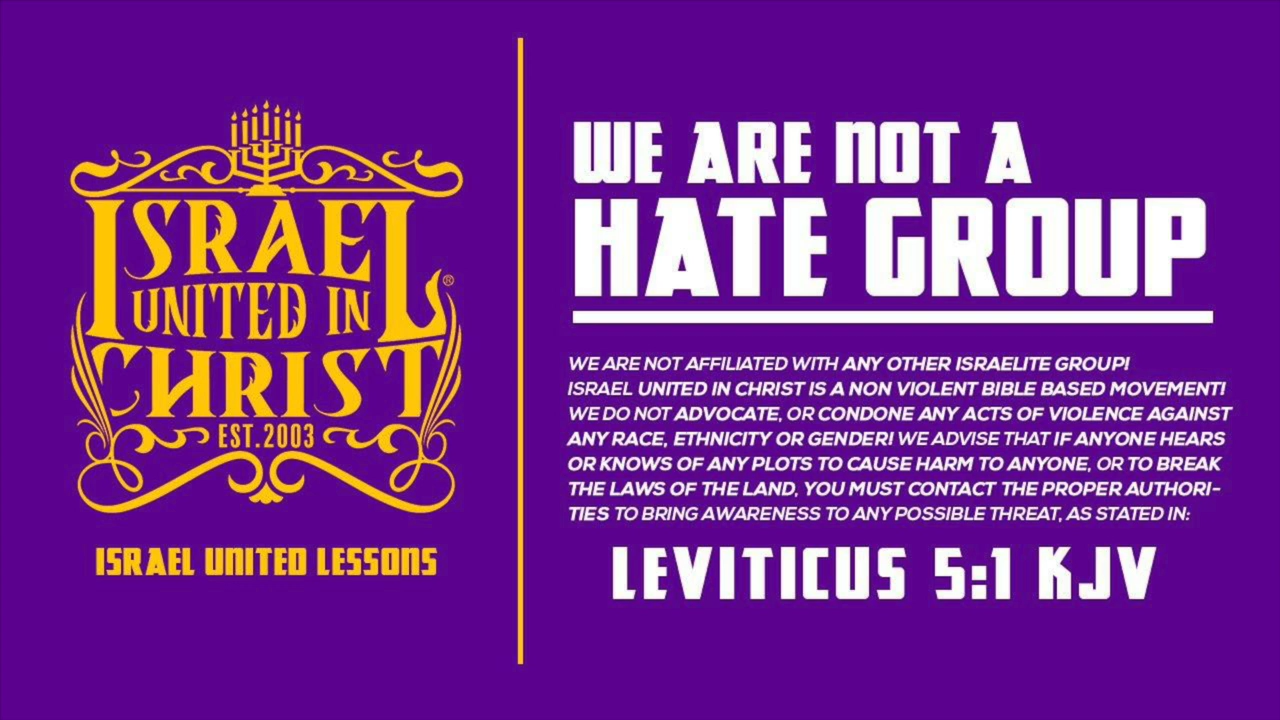 ISRAEL
UNITED IN
CHRIST®
EST.2003
ISRAEL UNITED LESSONS
WE ARE NOT A
HATE GROUP
WE ARE NOT AFFILIATED WITH ANY OTHER ISRAELITE GROUP!
ISRAEL UNITED IN CHRIST IS A NON VIOLENT BIBLE BASED MOVEMENT!
WE DO NOT ADVOCATE, OR CONDONE ANY ACTS OF VIOLENCE AGAINST
ANY RACE, ETHNICITY OR GENDER! WE ADVISE THAT IF ANYONE HEARS
OR KNOWS OF ANY PLOTS TO CAUSE HARM TO ANYONE, OR TO BREAK
THE LAWS OF THE LAND, YOU MUST CONTACT THE PROPER AUTHORI-
TIES TO BRING AWARENESS TO ANY POSSIBLE THREAT, AS STATED IN:
LEVITICUS 5:1 KJV